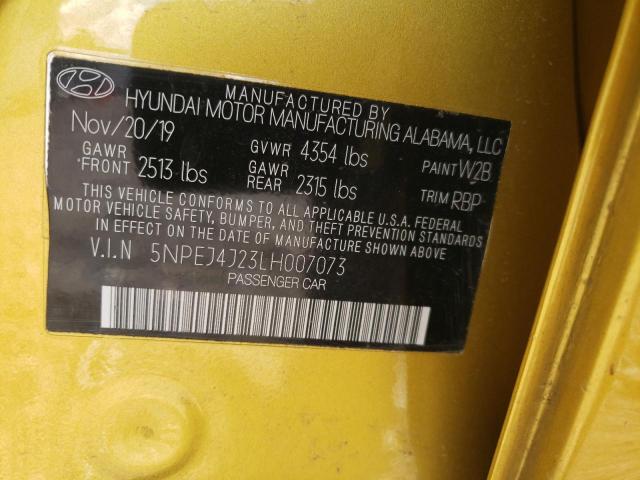 MANUFACTURED BY
HYUNDAI MOTOR MANUFACTURING ALABAMA, LLC
Nov/20/19 GVWR 4354 lbs PAINT W2B
GAWR FRONT 2513 lbs GAWR REAR 2315 lbs TRIM RBP
THIS VEHICLE CONFORMS TO ALL APPLICABLE U.S.A. FEDERAL
MOTOR VEHICLE SAFETY, BUMPER, AND THEFT PREVENTION STANDARDS
IN EFFECT ON THE DATE OF MANUFACTURE SHOWN ABOVE
V.I.N 5NPEJ4J23LH007073
PASSENGER CAR